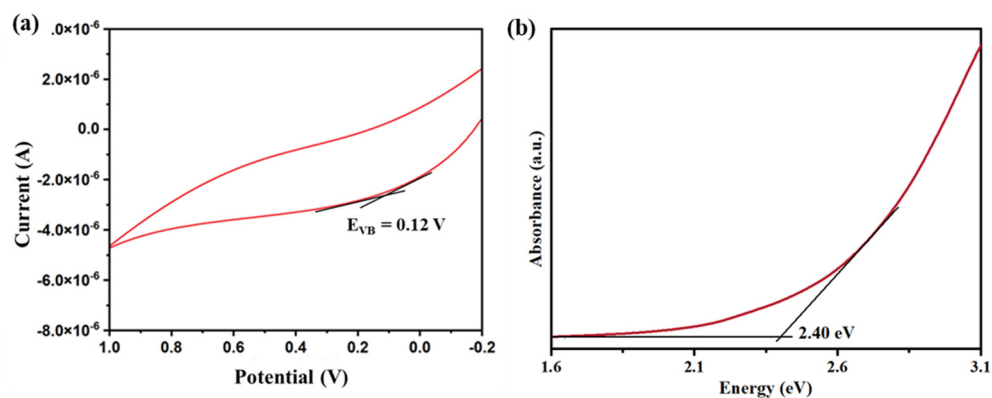 (a)
.0×10⁻⁶
2.0×10⁻⁶
0.0
-2.0×10⁻⁶
-4.0×10⁻⁶
-6.0×10⁻⁶
-8.0×10⁻⁶
Current (A)
E_VB = 0.12 V
1.0 0.8 0.6 0.4 0.2 0.0 -0.2
Potential (V)
(b)
Absorbance (a.u.)
2.40 eV
1.6 2.1 2.6 3.1
Energy (eV)